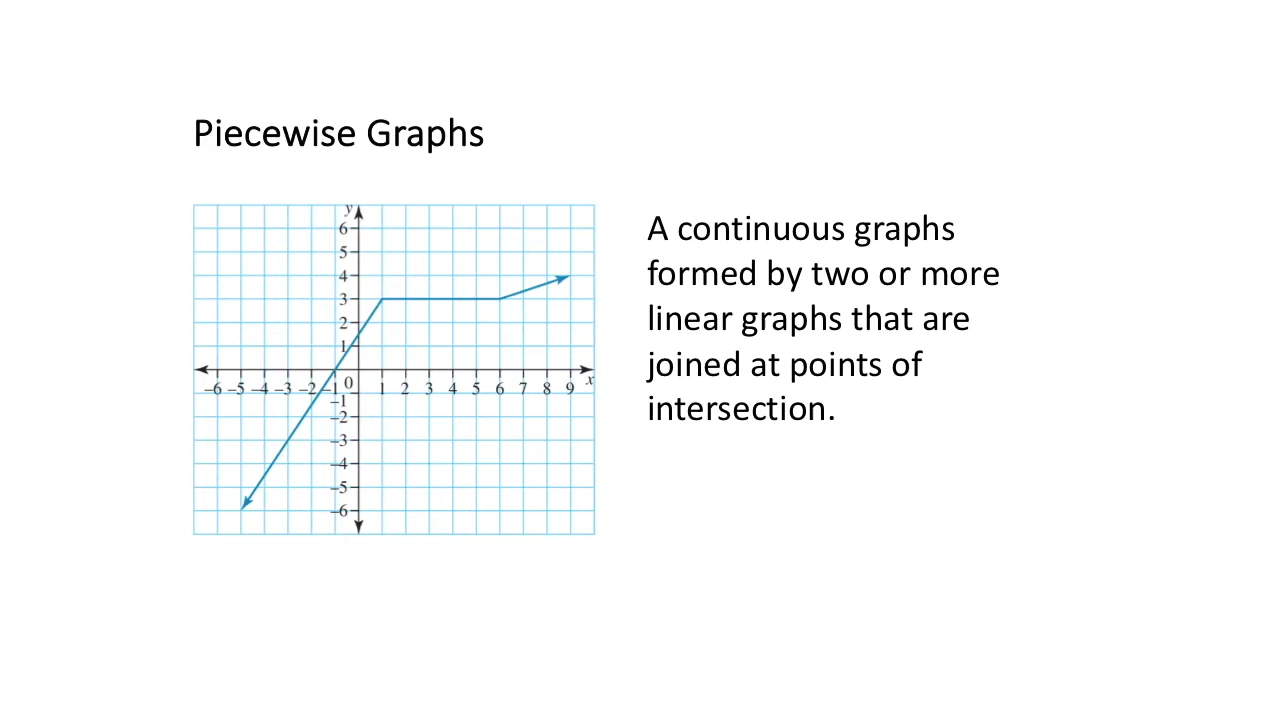 Piecewise Graphs
A continuous graphs
formed by two or more
linear graphs that are
joined at points of
intersection.
y
6
5
4
3
2
1
–6 –5 –4 –3 –2 –1 0 1 2 3 4 5 6 7 8 9 x
–1
–2
–3
–4
–5
–6